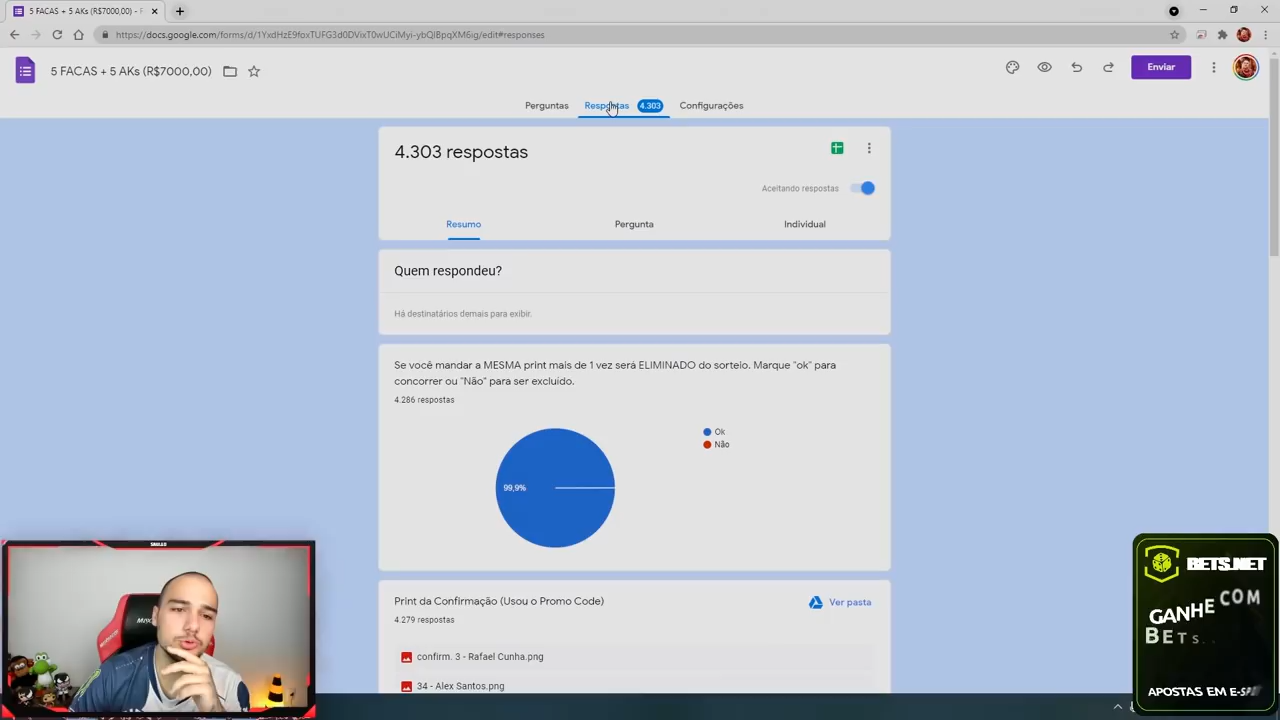 5 FACAS + 5 AKs (R$7000,00) - F
https://docs.google.com/forms/d/1YxdHzE9foxTUFG3d0DVixT0wUCiMyi-ybQIBpqXM6ig/edit#responses
5 FACAS + 5 AKs (R$7000,00)
Enviar
Perguntas
Respostas
4.303
Configurações
4.303 respostas
Aceitando respostas
Resumo
Pergunta
Individual
Quem respondeu?
Há destinatários demais para exibir.
Se você mandar a MESMA print mais de 1 vez será ELIMINADO do sorteio. Marque "ok" para
concorrer ou "Não" para ser excluído.
4.286 respostas
Ok
Não
99,9%
Print da Confirmação (Usou o Promo Code)
Ver pasta
4.279 respostas
confirm. 3 - Rafael Cunha.png
34 - Alex Santos.png
BETS.NET
GANHE COM
BETS.
APOSTAS EM E-SP